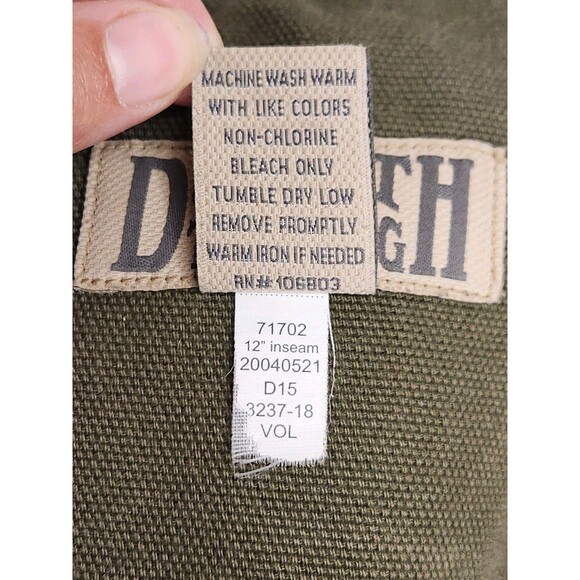 MACHINE WASH WARM
WITH LIKE COLORS
NON-CHLORINE
BLEACH ONLY
TUMBLE DRY LOW
REMOVE PROMPTLY
WARM IRON IF NEEDED
RN# 106803
D TH
G
71702
12” inseam
20040521
D15
3237-18
VOL